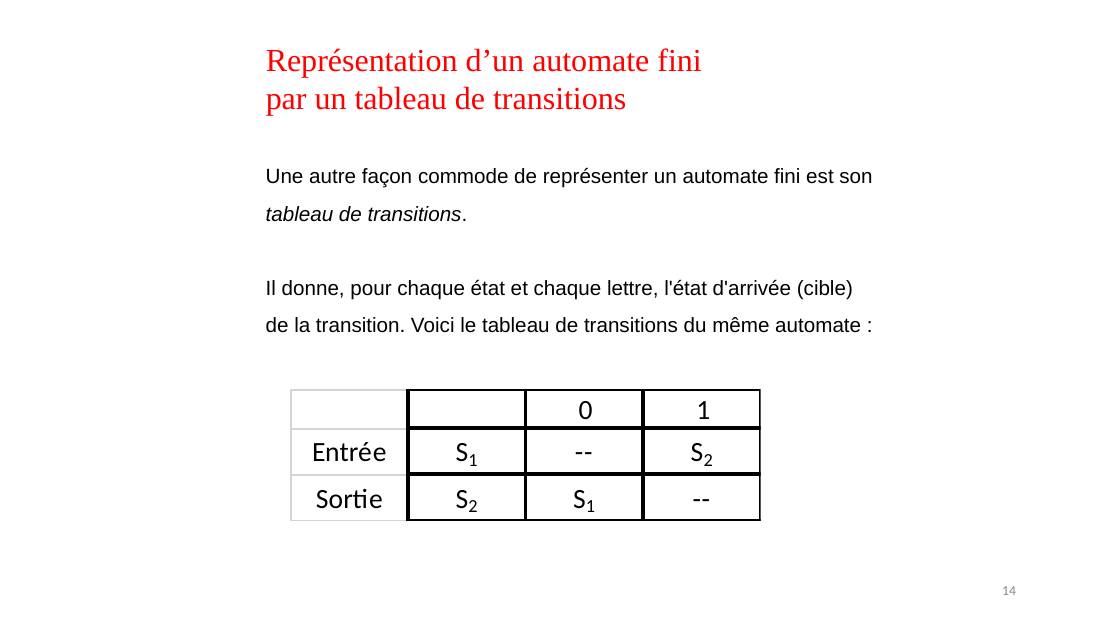 Représentation d’un automate fini
par un tableau de transitions
Une autre façon commode de représenter un automate fini est son
tableau de transitions.
Il donne, pour chaque état et chaque lettre, l'état d'arrivée (cible)
de la transition. Voici le tableau de transitions du même automate :
0 1
Entrée S₁ -- S₂
Sortie S₂ S₁ --
14